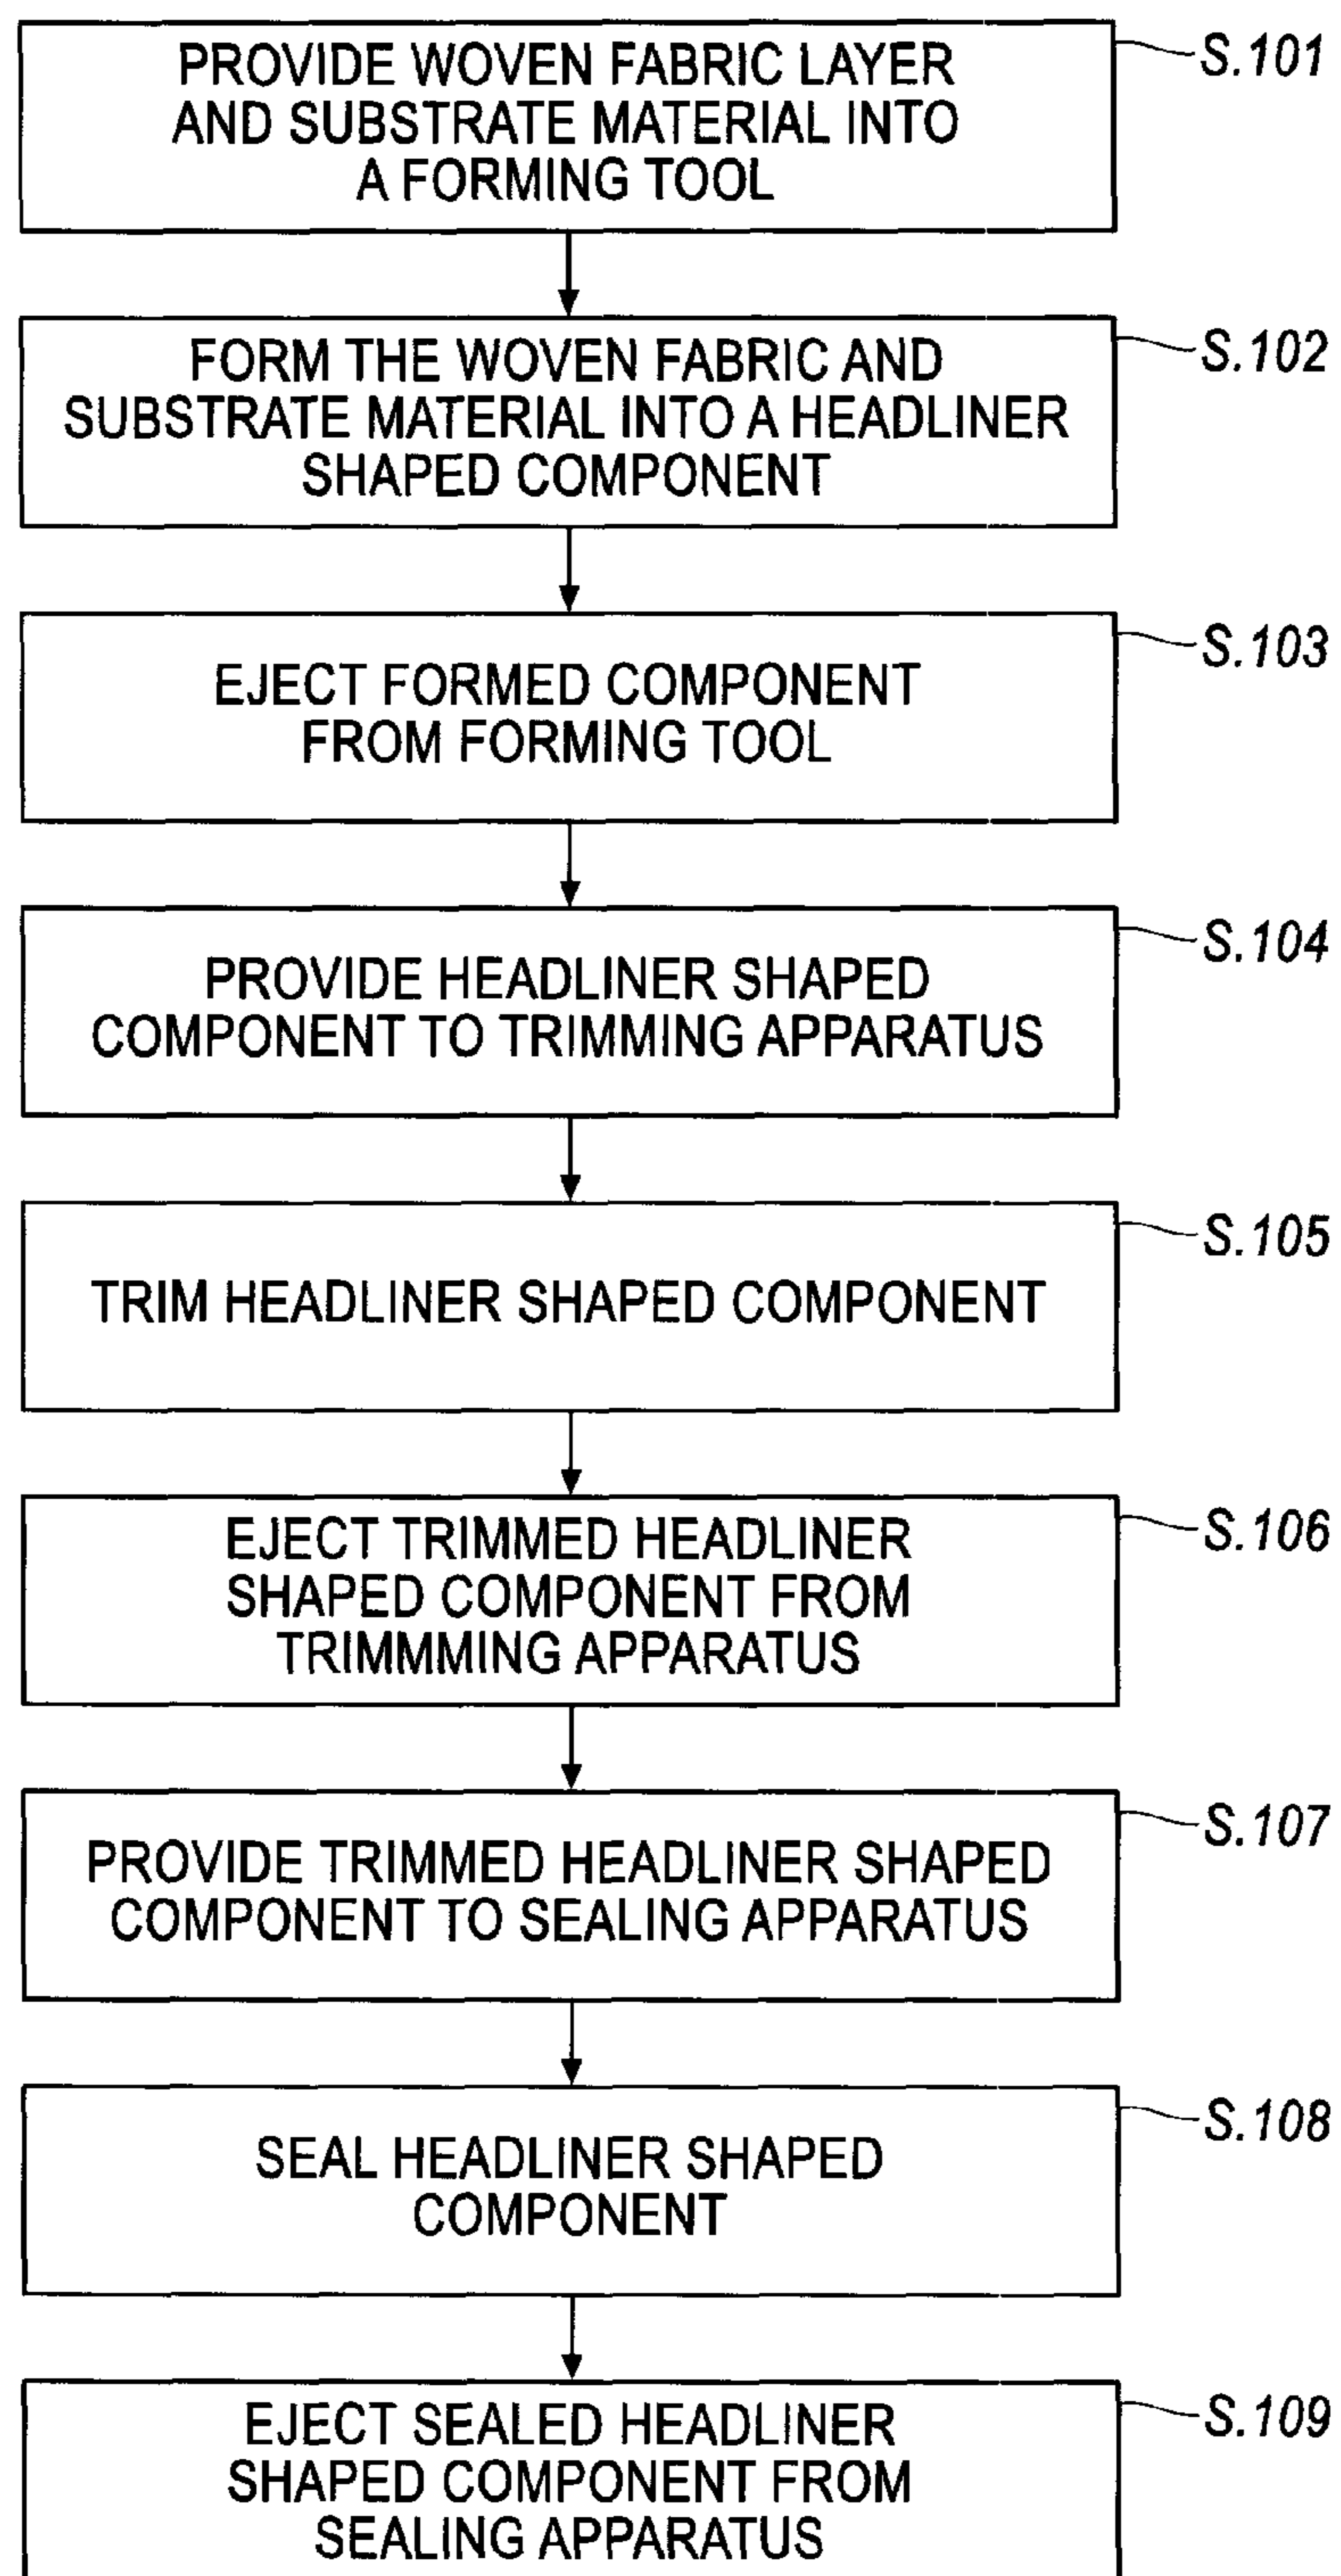 PROVIDE WOVEN FABRIC LAYER
AND SUBSTRATE MATERIAL INTO
A FORMING TOOL
S.101
FORM THE WOVEN FABRIC AND
SUBSTRATE MATERIAL INTO A HEADLINER
SHAPED COMPONENT
S.102
EJECT FORMED COMPONENT
FROM FORMING TOOL
S.103
PROVIDE HEADLINER SHAPED
COMPONENT TO TRIMMING APPARATUS
S.104
TRIM HEADLINER SHAPED COMPONENT
S.105
EJECT TRIMMED HEADLINER
SHAPED COMPONENT FROM
TRIMMMING APPARATUS
S.106
PROVIDE TRIMMED HEADLINER SHAPED
COMPONENT TO SEALING APPARATUS
S.107
SEAL HEADLINER SHAPED
COMPONENT
S.108
EJECT SEALED HEADLINER
SHAPED COMPONENT FROM
SEALING APPARATUS
S.109